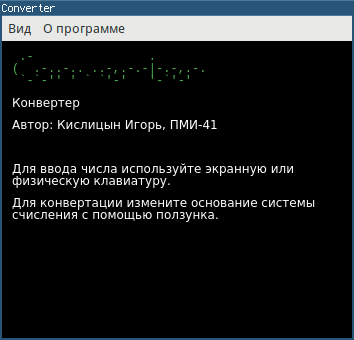 Converter
Вид О программе
Конвертер
Автор: Кислицын Игорь, ПМИ-41
Для ввода числа используйте экранную или
физическую клавиатуру.
Для конвертации измените основание системы
счисления с помощью ползунка.